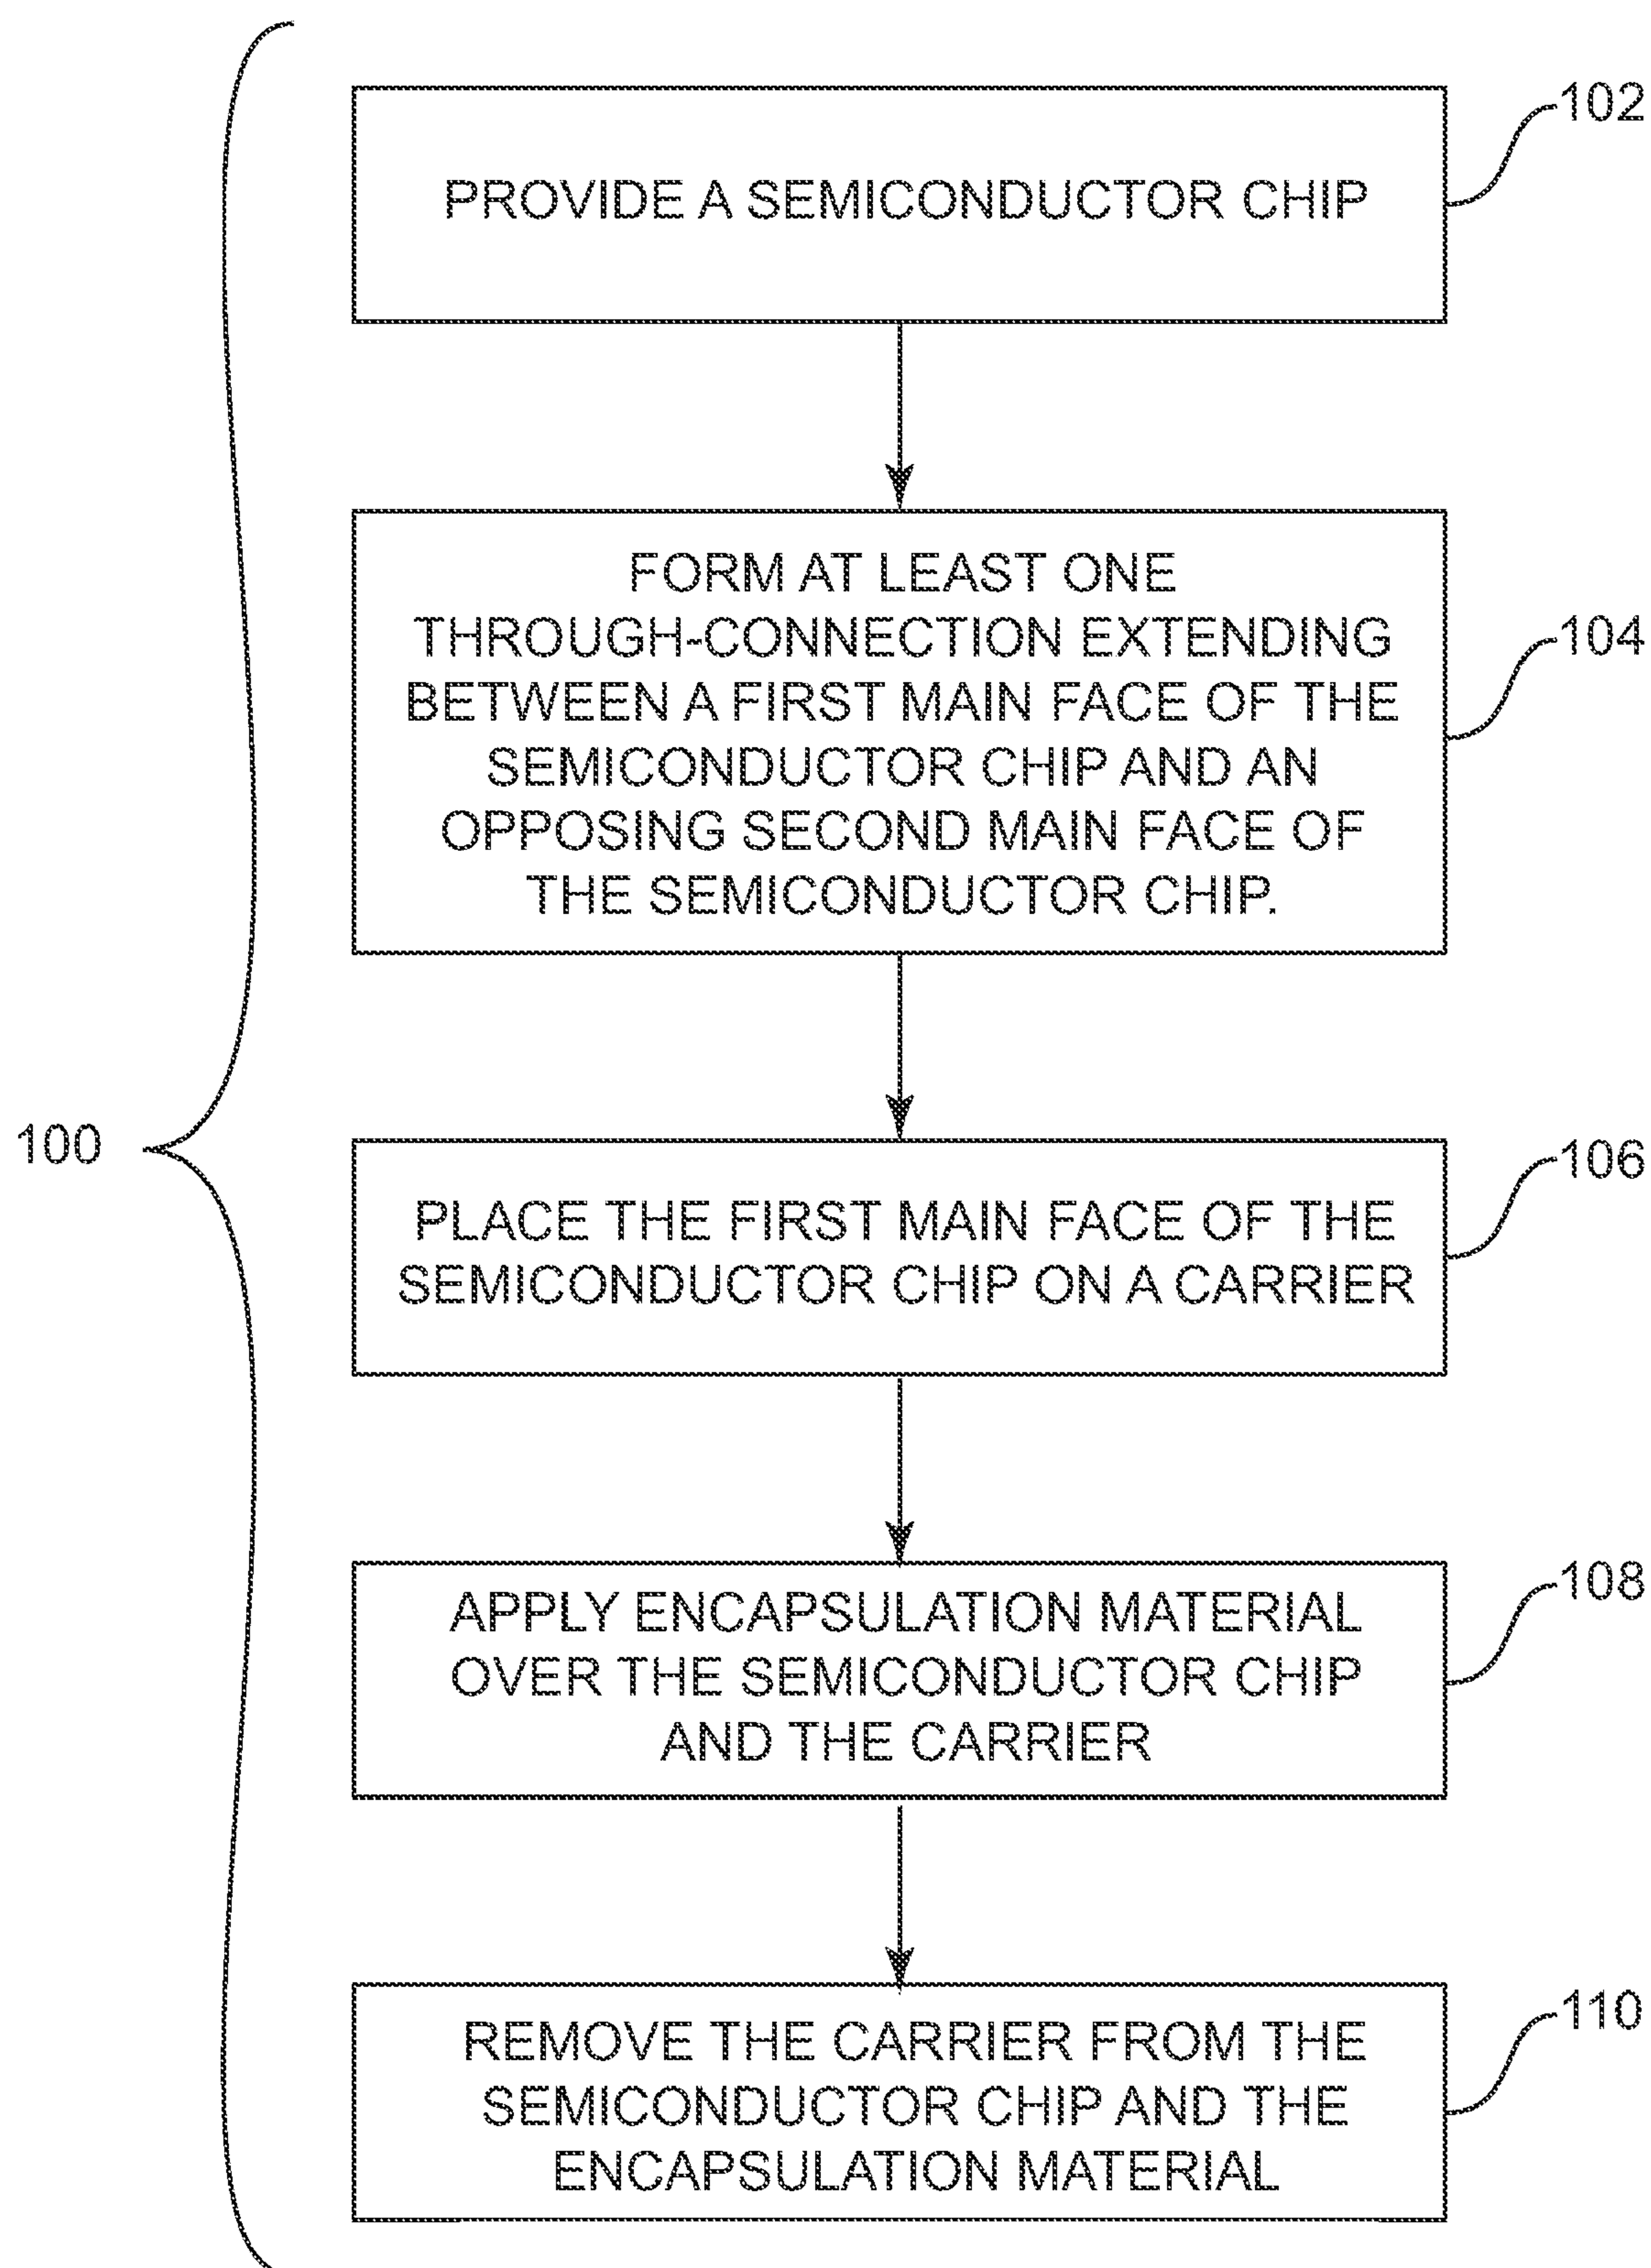 102
PROVIDE A SEMICONDUCTOR CHIP
FORM AT LEAST ONE
THROUGH-CONNECTION EXTENDING
BETWEEN A FIRST MAIN FACE OF THE
SEMICONDUCTOR CHIP AND AN
OPPOSING SECOND MAIN FACE OF
THE SEMICONDUCTOR CHIP.
104
100
106
PLACE THE FIRST MAIN FACE OF THE
SEMICONDUCTOR CHIP ON A CARRIER
108
APPLY ENCAPSULATION MATERIAL
OVER THE SEMICONDUCTOR CHIP
AND THE CARRIER
110
REMOVE THE CARRIER FROM THE
SEMICONDUCTOR CHIP AND THE
ENCAPSULATION MATERIAL